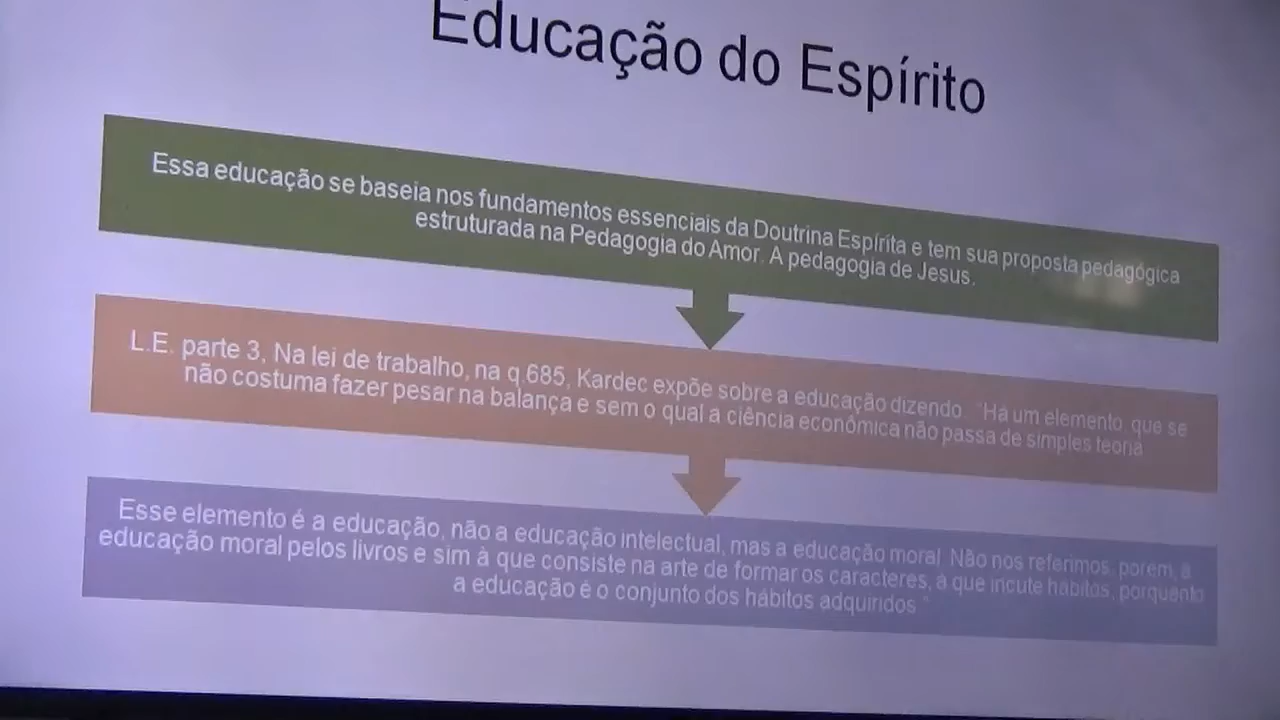 Educação do Espírito
Essa educação se baseia nos fundamentos essenciais da Doutrina Espírita e tem sua proposta pedagógica
estruturada na Pedagogia do Amor. A pedagogia de Jesus.
L.E. parte 3, Na lei de trabalho, na q.685, Kardec expõe sobre a educação dizendo: "Há um elemento, que se
não costuma fazer pesar na balança e sem o qual a ciência econômica não passa de simples teoria.
Esse elemento é a educação, não a educação intelectual, mas a educação moral. Não nos referimos, porém, à
educação moral pelos livros e sim à que consiste na arte de formar os caracteres, à que incute hábitos, porquanto
a educação é o conjunto dos hábitos adquiridos."